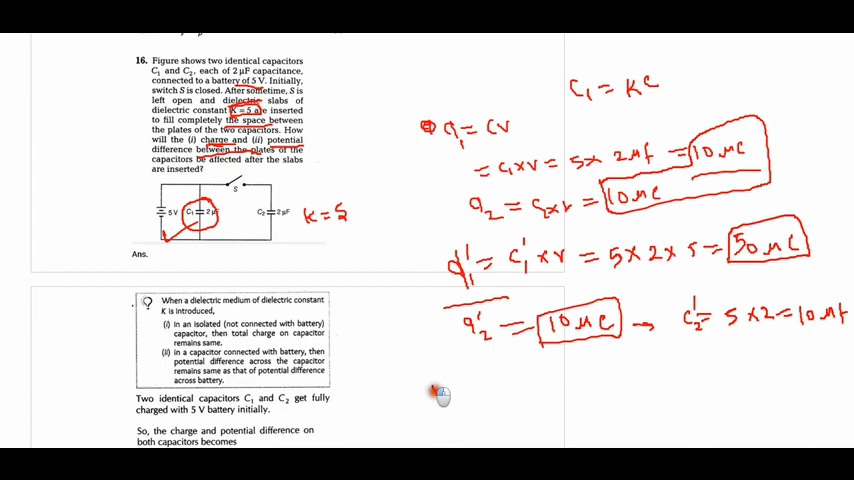 16. Figure shows two identical capacitors
C₁ and C₂, each of 2 μF capacitance,
connected to a battery of 5 V. Initially,
switch S is closed. After sometime, S is
left open and dielectric slabs of
dielectric constant K = 5 are inserted
to fill completely the space between
the plates of the two capacitors. How
will the (i) charge and (ii) potential
difference between the plates of the
capacitors be affected after the slabs
are inserted?
S
5 V C₁ 2 μF C₂ 2 μF
K = 5
Ans.
When a dielectric medium of dielectric constant
K is introduced,
(i) In an isolated (not connected with battery)
capacitor, then total charge on capacitor
remains same.
(ii) In a capacitor connected with battery, then
potential difference across the capacitor
remains same as that of potential difference
across battery.
Two identical capacitors C₁ and C₂ get fully
charged with 5 V battery initially.
So, the charge and potential difference on
both capacitors becomes
C₁ = KC
q₁ = CV
= C₁ × V = 5 × 2 μf = 10 μC
q₂ = C₂ × V = 10 μC
q₁' = C₁' × V = 5 × 2 × 5 = 50 μC
q₂' = 10 μC → C₂' = 5 × 2 = 10 μf